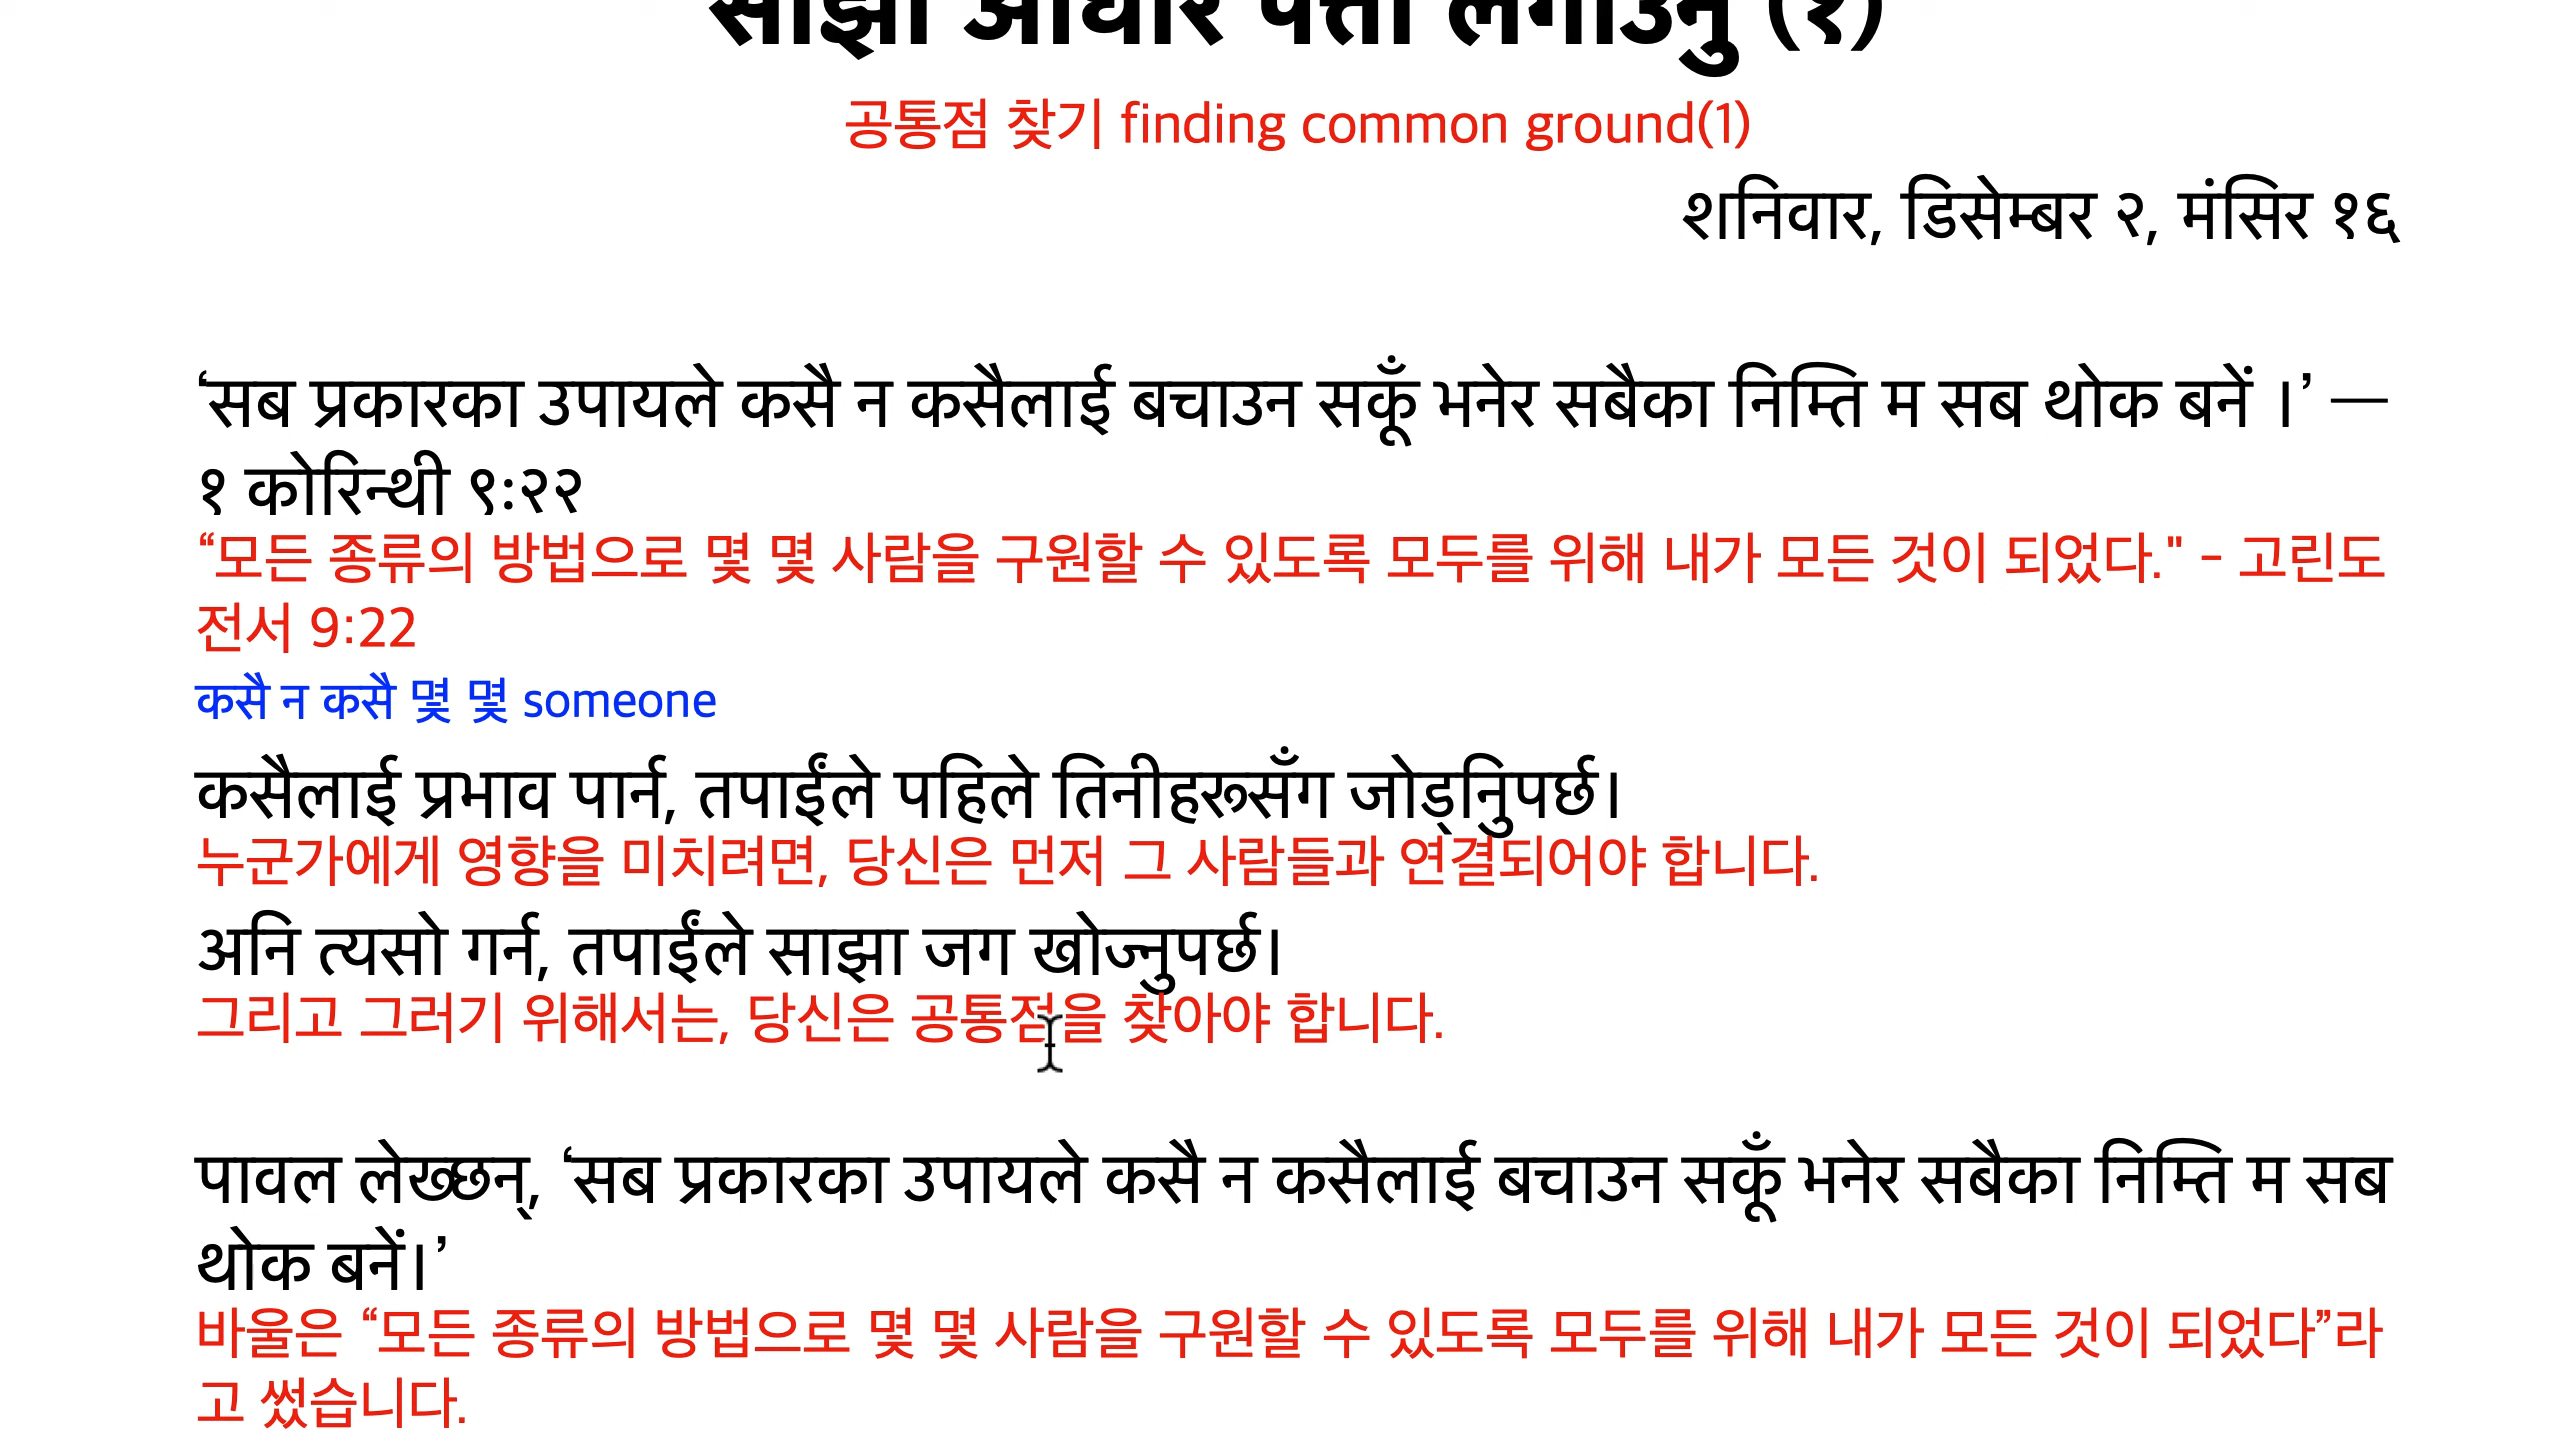 साझा आधार पत्ता लगाउनु (१)
공통점 찾기 finding common ground(1)
शनिवार, डिसेम्बर २, मंसिर १६
‘सब प्रकारका उपायले कसै न कसैलाई बचाउन सकूँ भनेर सबैका निम्ति म सब थोक बनें ।’ —
१ कोरिन्थी ९:२२
“모든 종류의 방법으로 몇 몇 사람을 구원할 수 있도록 모두를 위해 내가 모든 것이 되었다." - 고린도
전서 9:22
कसै न कसै 몇 몇 someone
कसैलाई प्रभाव पार्न, तपाईंले पहिले तिनीहरूसँग जोड्निुपर्छ।
누군가에게 영향을 미치려면, 당신은 먼저 그 사람들과 연결되어야 합니다.
अनि त्यसो गर्न, तपाईंले साझा जग खोज्नुपर्छ।
그리고 그러기 위해서는, 당신은 공통점을 찾아야 합니다.
पावल लेख्छन्, ‘सब प्रकारका उपायले कसै न कसैलाई बचाउन सकूँ भनेर सबैका निम्ति म सब
थोक बनें।’
바울은 “모든 종류의 방법으로 몇 몇 사람을 구원할 수 있도록 모두를 위해 내가 모든 것이 되었다”라
고 썼습니다.